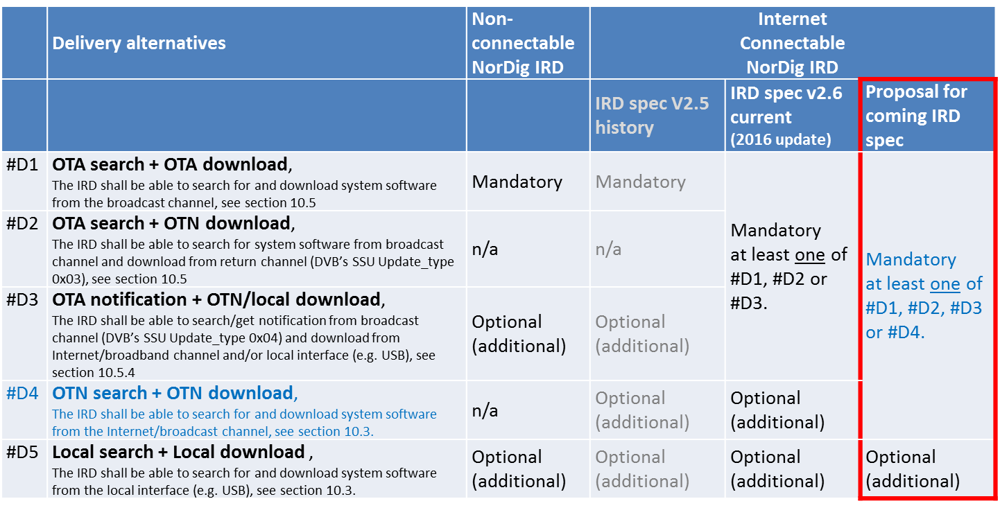 Delivery alternatives
Non-
connectable
NorDig IRD
Internet
Connectable
NorDig IRD
IRD spec V2.5
history
IRD spec v2.6
current
(2016 update)
Proposal for
coming IRD
spec
#D1
OTA search + OTA download,
The IRD shall be able to search for and download system software
from the broadcast channel, see section 10.5
Mandatory
Mandatory
Mandatory
at least one of
#D1, #D2 or
#D3.
Mandatory
at least one of
#D1, #D2, #D3
or #D4.
#D2
OTA search + OTN download,
The IRD shall be able to search for system software from broadcast
channel and download from return channel (DVB’s SSU Update_type
0x03), see section 10.5
n/a
n/a
#D3
OTA notification + OTN/local download,
The IRD shall be able to search/get notification from broadcast
channel (DVB’s SSU Update_type 0x04) and download from
Internet/broadband channel and/or local interface (e.g. USB), see
section 10.5.4
Optional
(additional)
Optional
(additional)
#D4
OTN search + OTN download,
The IRD shall be able to search for and download system software
from the Internet/broadcast channel, see section 10.3.
n/a
Optional
(additional)
Optional
(additional)
#D5
Local search + Local download ,
The IRD shall be able to search for and download system software
from the local interface (e.g. USB), see section 10.3.
Optional
(additional)
Optional
(additional)
Optional
(additional)
Optional
(additional)